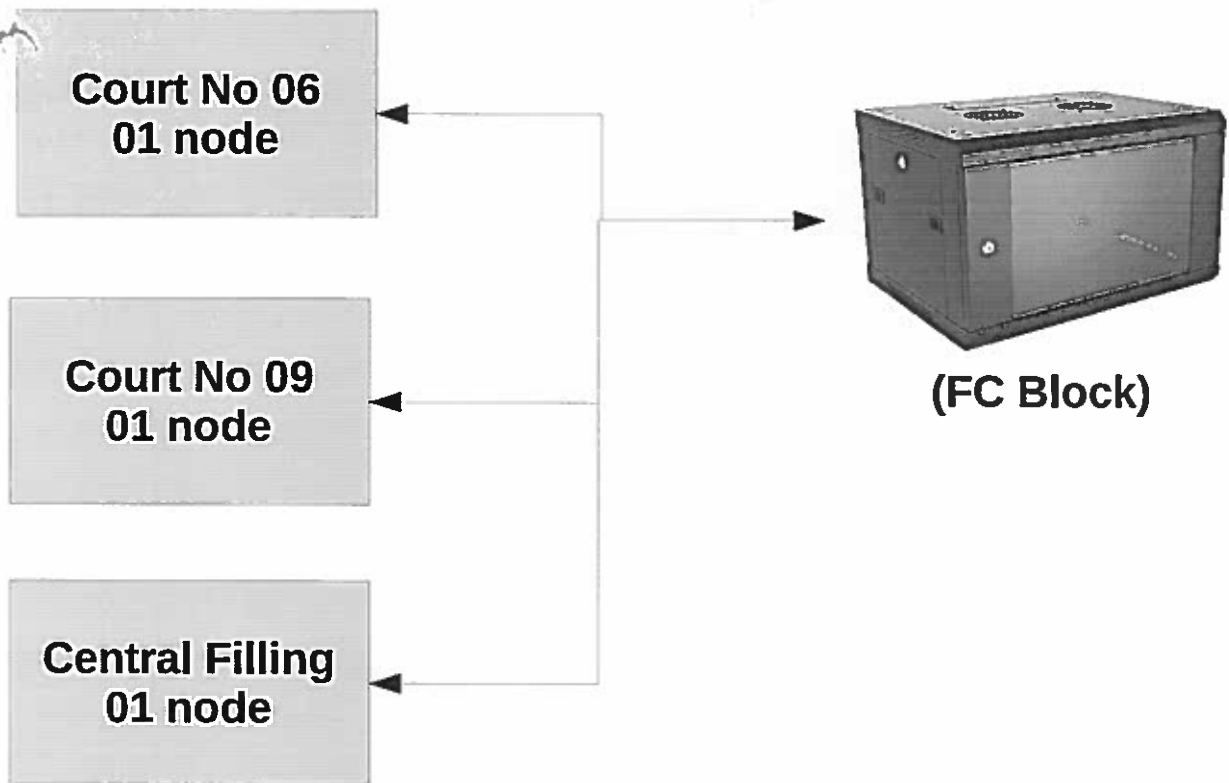 Court No 06
01 node
Court No 09
01 node
(FC Block)
Central Filling
01 node